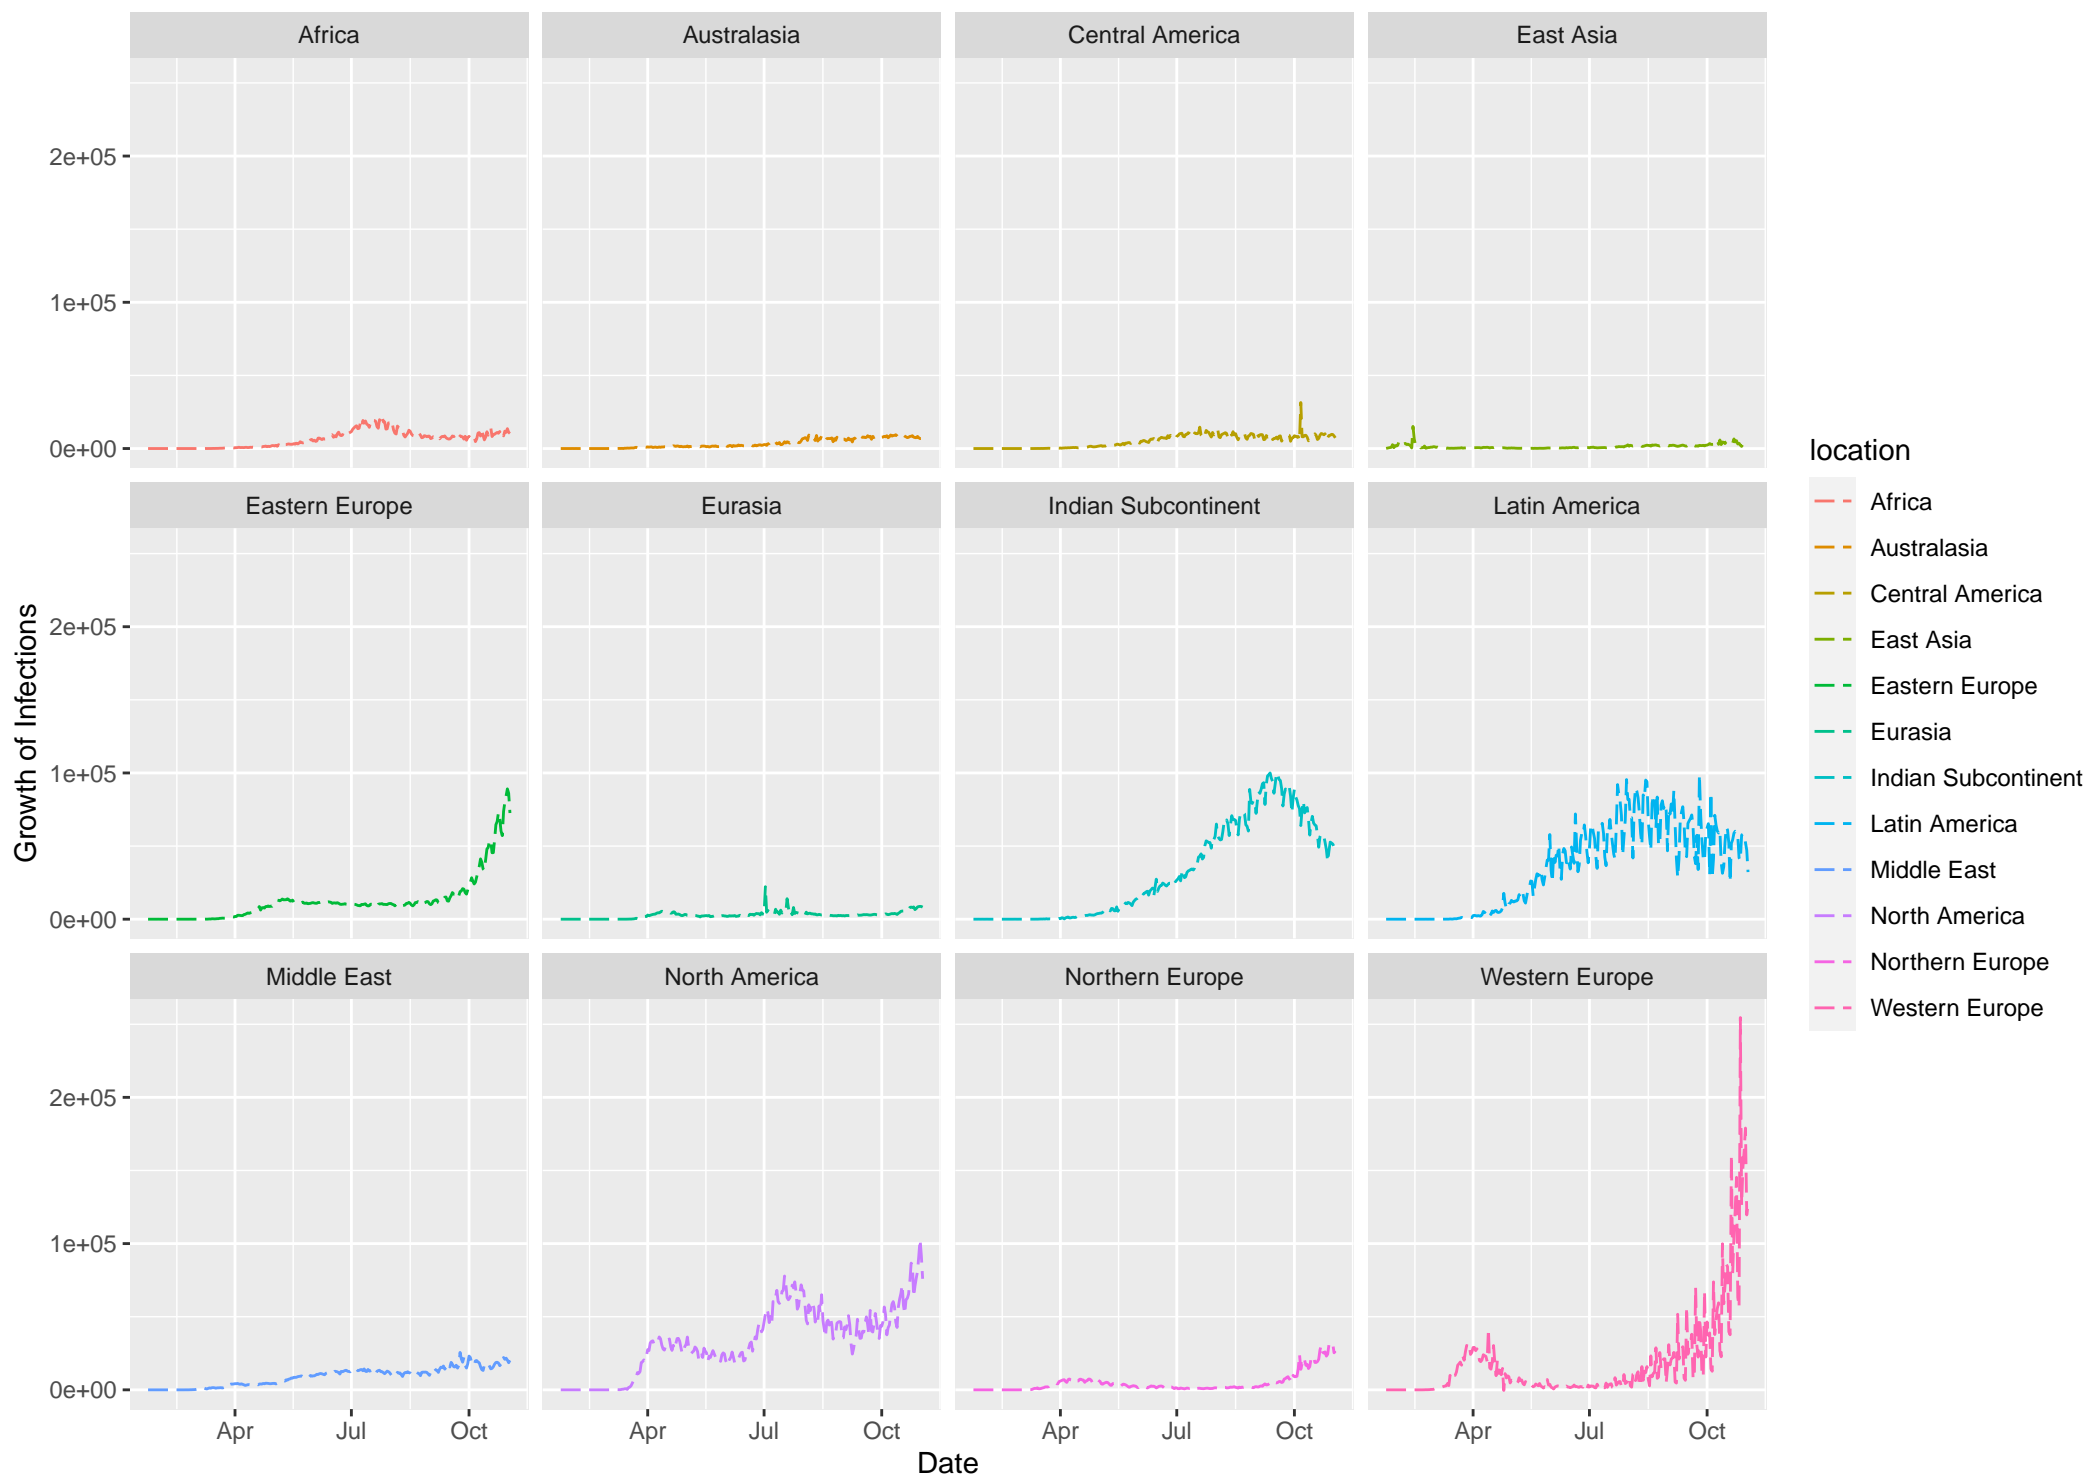 Africa
Australasia
Central America
East Asia
2e+05
1e+05
0e+00
Eastern Europe
Eurasia
Indian Subcontinent
Latin America
2e+05
1e+05
0e+00
Middle East
North America
Northern Europe
Western Europe
2e+05
1e+05
0e+00
Apr Jul Oct
Apr Jul Oct
Apr Jul Oct
Apr Jul Oct
Date
Growth of Infections
location
Africa
Australasia
Central America
East Asia
Eastern Europe
Eurasia
Indian Subcontinent
Latin America
Middle East
North America
Northern Europe
Western Europe